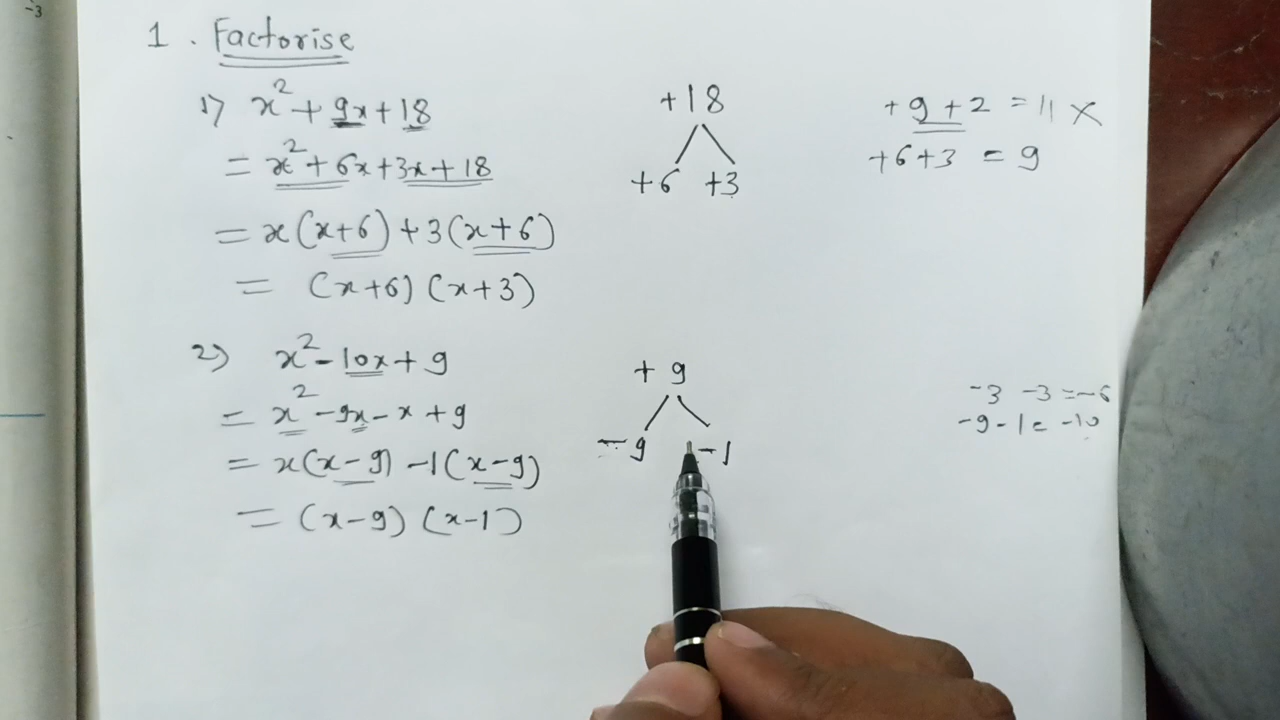 -3
1 . Factorise
1) x² + 9x + 18
= x² + 6x + 3x + 18
= x(x+6) + 3(x+6)
= (x+6) (x+3)
+18
+6 +3
+9 +2 = 11 ×
+6+3 = 9
2) x² - 10x + 9
= x² - 9x - x + 9
= x(x-9) -1(x-9)
= (x-9) (x-1)
+ 9
-9 -1
-3 -3 = -6
-9 -1 = -10